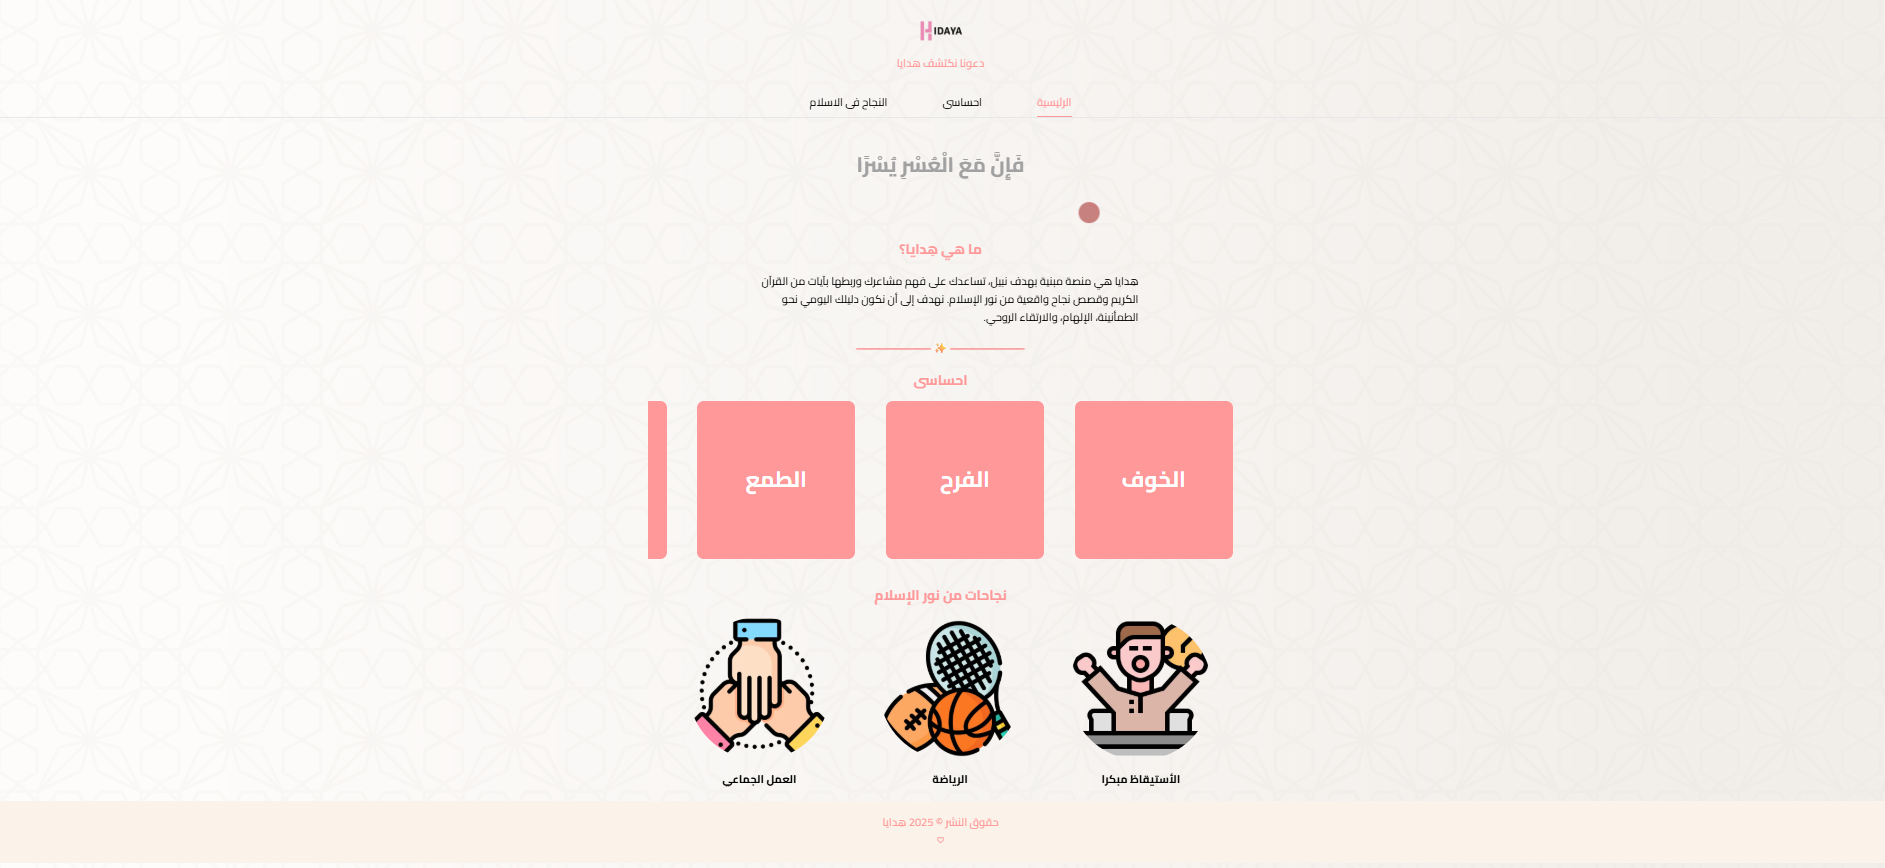 HIDAYA
دعونا نكتشف هدايا
الرئيسية
احساسى
النجاح فى الاسلام
فَإِنَّ مَعَ الْعُسْرِ يُسْرًا
ما هي هِدايا؟
هِدايا هي منصة مبنية بهدف نبيل، تساعدك على فهم مشاعرك وربطها بآيات من القرآن
الكريم وقصص نجاح واقعية من نور الإسلام. نهدف إلى أن نكون دليلك اليومي نحو
الطمأنينة، الإلهام، والارتقاء الروحي.
احساسى
الخوف
الفرح
الطمع
نجاحات من نور الإسلام
الأستيقاظ مبكرا
الرياضة
العمل الجماعي
حقوق النشر © 2025 هدايا